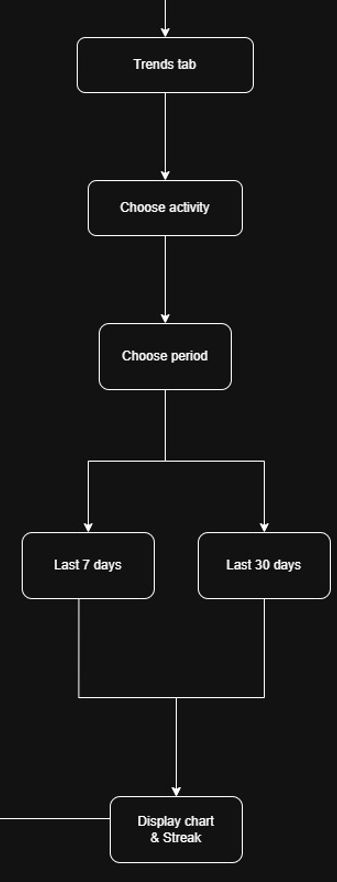 Trends tab
Choose activity
Choose period
Last 7 days
Last 30 days
Display chart
& Streak